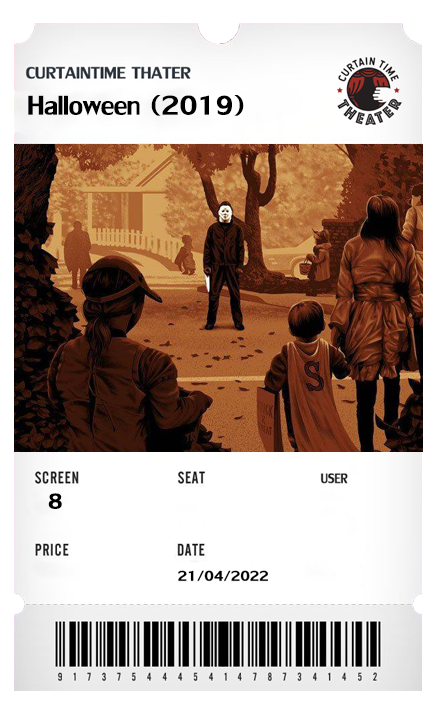 CURTAINTIME THATER
Halloween (2019)
CURTAIN TIME
THEATER
S
SCREEN SEAT USER
8
PRICE DATE
21/04/2022
9 1 7 3 7 5 4 4 4 5 4 1 4 7 8 7 3 4 1 4 5 2